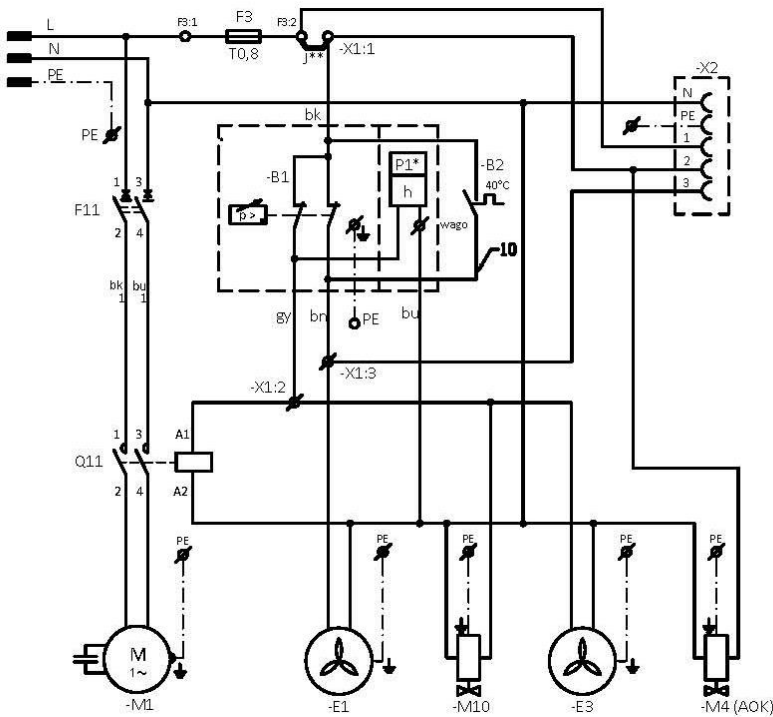 L
F3:1
F3
F3:2
T0,8
J**
-X1:1
N
PE
-X2
N
PE
1
2
3
PE
bk
-B1
P1*
h
-B2
40°C
p >
wago
10
1
3
F11
2
4
bk
1
bu
1
gy
bn
PE
bu
-X1:3
-X1:2
1
3
A1
Q11
2
4
A2
PE
PE
PE
PE
PE
M
1~
-M1
-E1
-M10
-E3
-M4 (AOK)